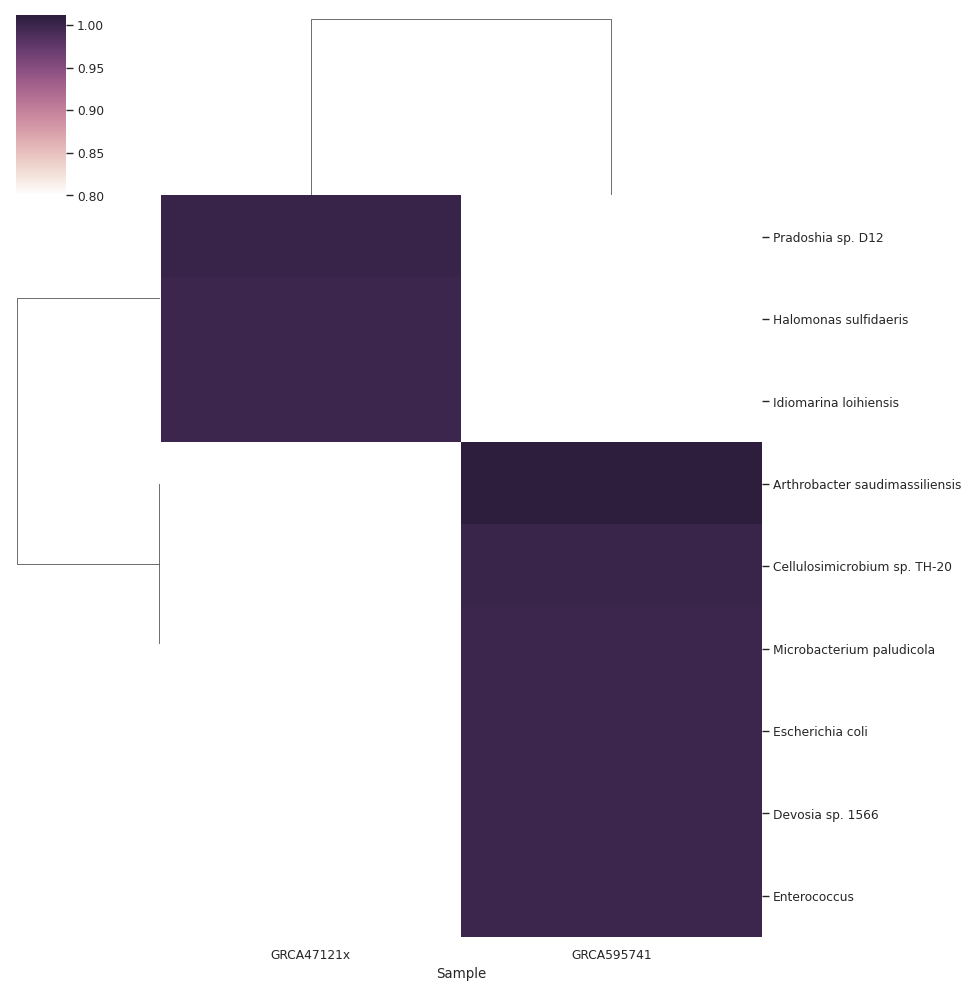 1.00
0.95
0.90
0.85
0.80
Pradoshia sp. D12
Halomonas sulfidaeris
Idiomarina loihiensis
Arthrobacter saudimassiliensis
Cellulosimicrobium sp. TH-20
Microbacterium paludicola
Escherichia coli
Devosia sp. 1566
Enterococcus
GRCA47121x GRCA595741
Sample